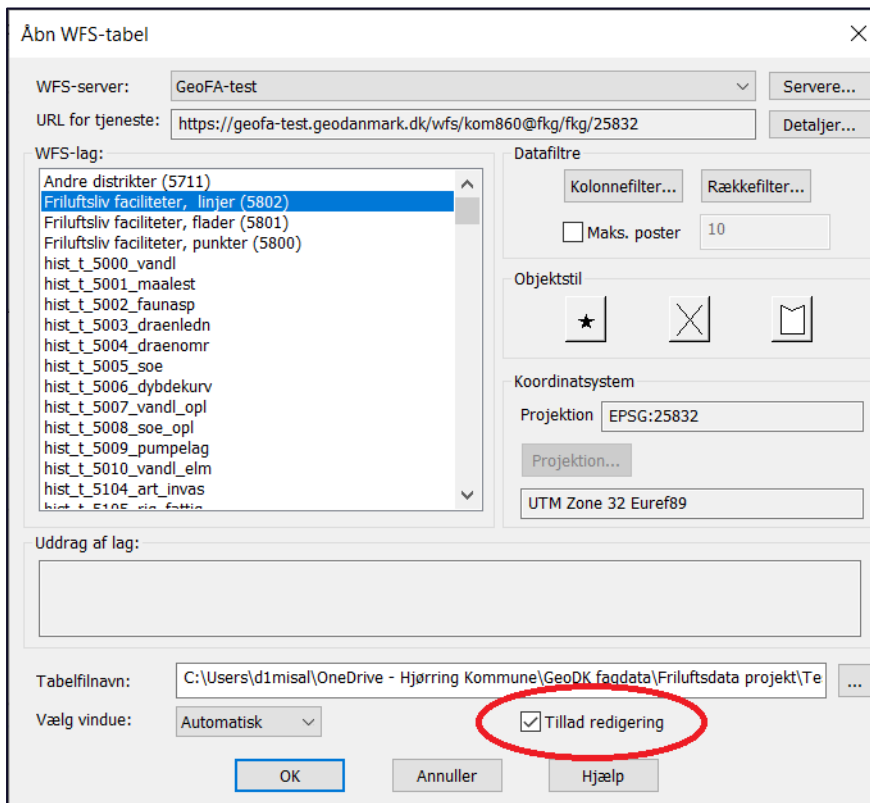 Åbn WFS-tabel
WFS-server: GeoFA-test Servere...
URL for tjeneste: https://geofa-test.geodanmark.dk/wfs/kom860@fkg/fkg/25832 Detaljer...
WFS-lag:
Andre distrikter (5711)
Friluftsliv faciliteter, linjer (5802)
Friluftsliv faciliteter, flader (5801)
Friluftsliv faciliteter, punkter (5800)
hist_t_5000_vandl
hist_t_5001_maalest
hist_t_5002_faunasp
hist_t_5003_draenledn
hist_t_5004_draenomr
hist_t_5005_soe
hist_t_5006_dybdekurv
hist_t_5007_vandl_opl
hist_t_5008_soe_opl
hist_t_5009_pumpelag
hist_t_5010_vandl_elm
hist_t_5104_art_invas
hist_t_5105_rig_fattig
Datafiltre
Kolonnefilter... Rækkefilter...
Maks. poster 10
Objektstil
Koordinatsystem
Projektion EPSG:25832
Projektion...
UTM Zone 32 Euref89
Uddrag af lag:
Tabelfilnavn: C:\Users\d1misal\OneDrive - Hjørring Kommune\GeoDK fagdata\Friluftsdata projekt\Te ...
Vælg vindue: Automatisk Tillad redigering
OK Annuller Hjælp